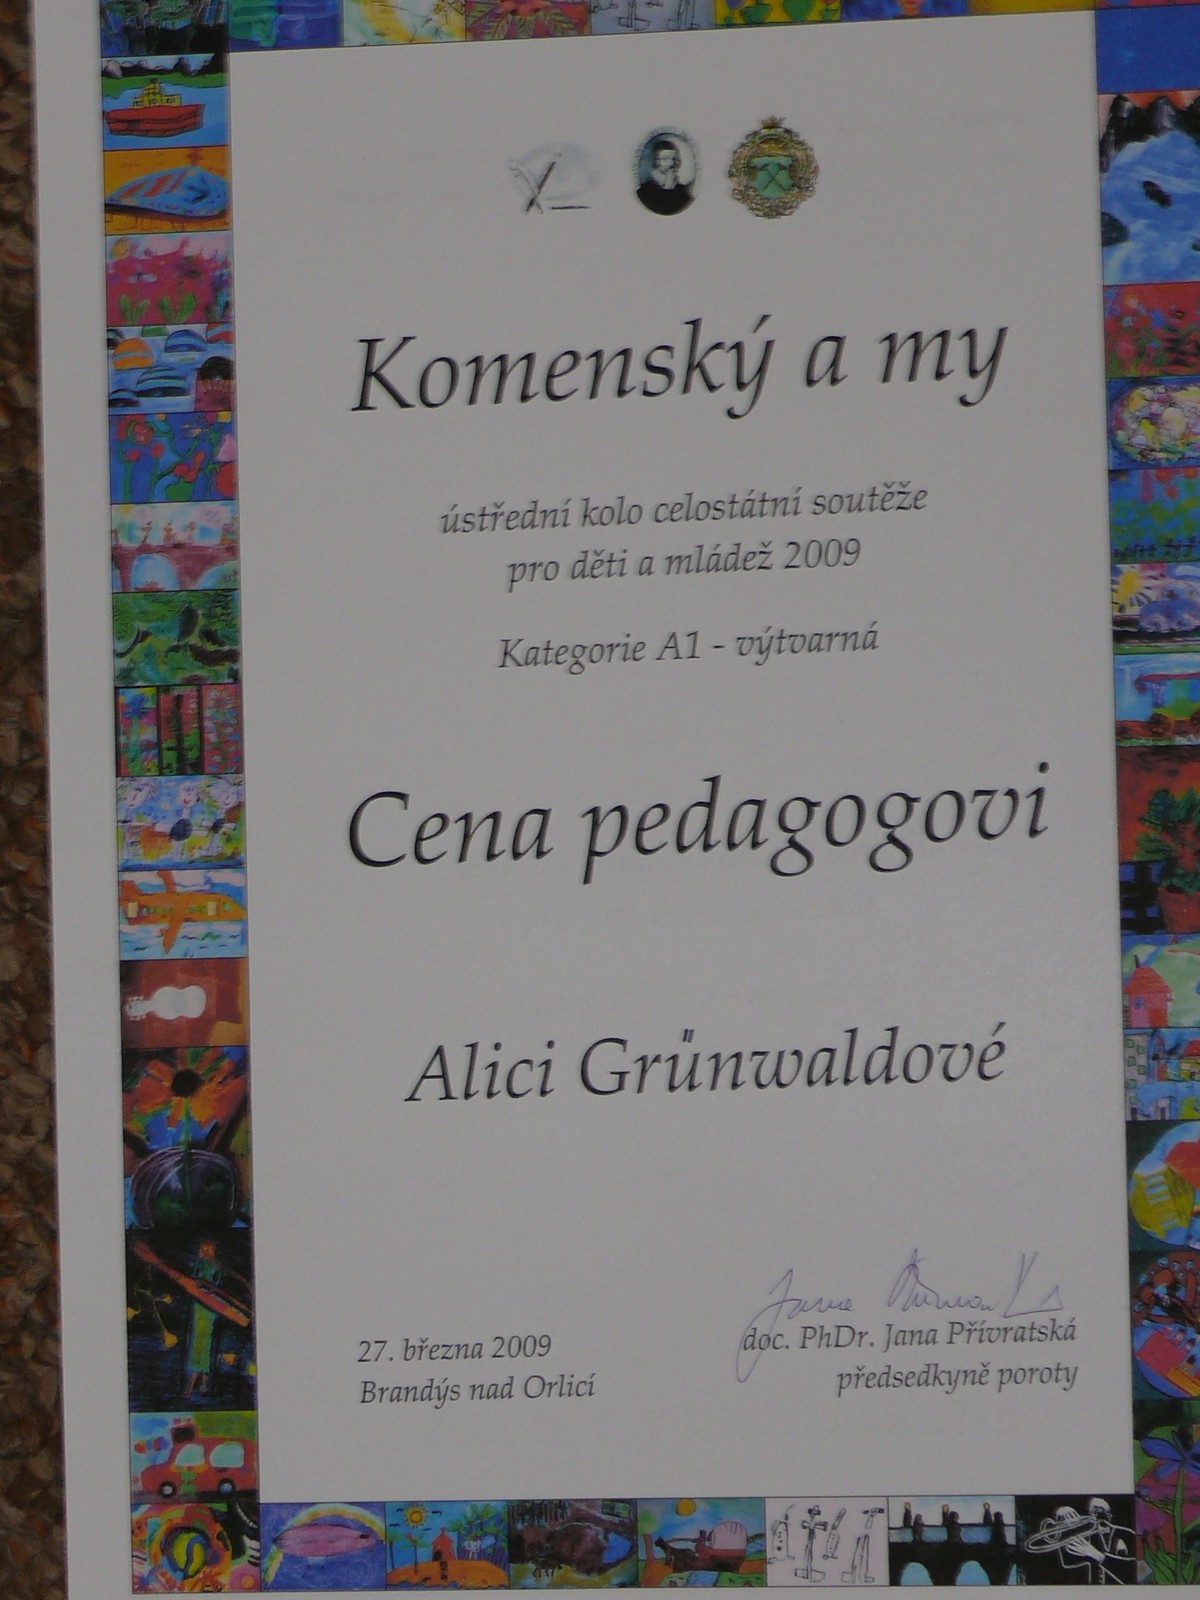 Komenský a my
ústřední kolo celostátní soutěže
pro děti a mládež 2009
Kategorie A1 - výtvarná
Cena pedagogovi
Alici Grünwaldové
27. března 2009
Brandýs nad Orlicí
doc. PhDr. Jana Přívratská
předsedkyně poroty